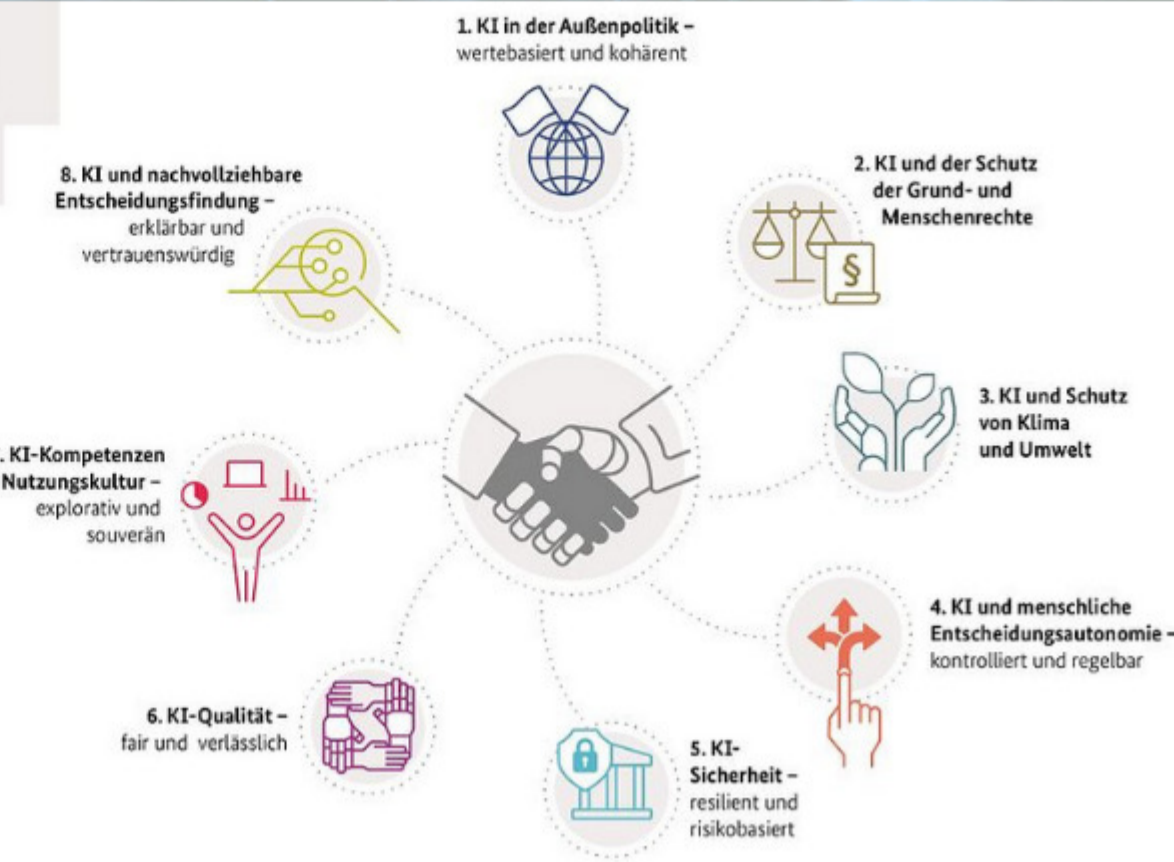 1. KI in der Außenpolitik –
wertebasiert und kohärent
2. KI und der Schutz
der Grund- und
Menschenrechte
§
3. KI und Schutz
von Klima
und Umwelt
4. KI und menschliche
Entscheidungsautonomie –
kontrolliert und regelbar
5. KI-
Sicherheit –
resilient und
risikobasiert
6. KI-Qualität –
fair und verlässlich
. KI-Kompetenzen
Nutzungskultur –
explorativ und
souverän
8. KI und nachvollziehbare
Entscheidungsfindung –
erklärbar und
vertrauenswürdig